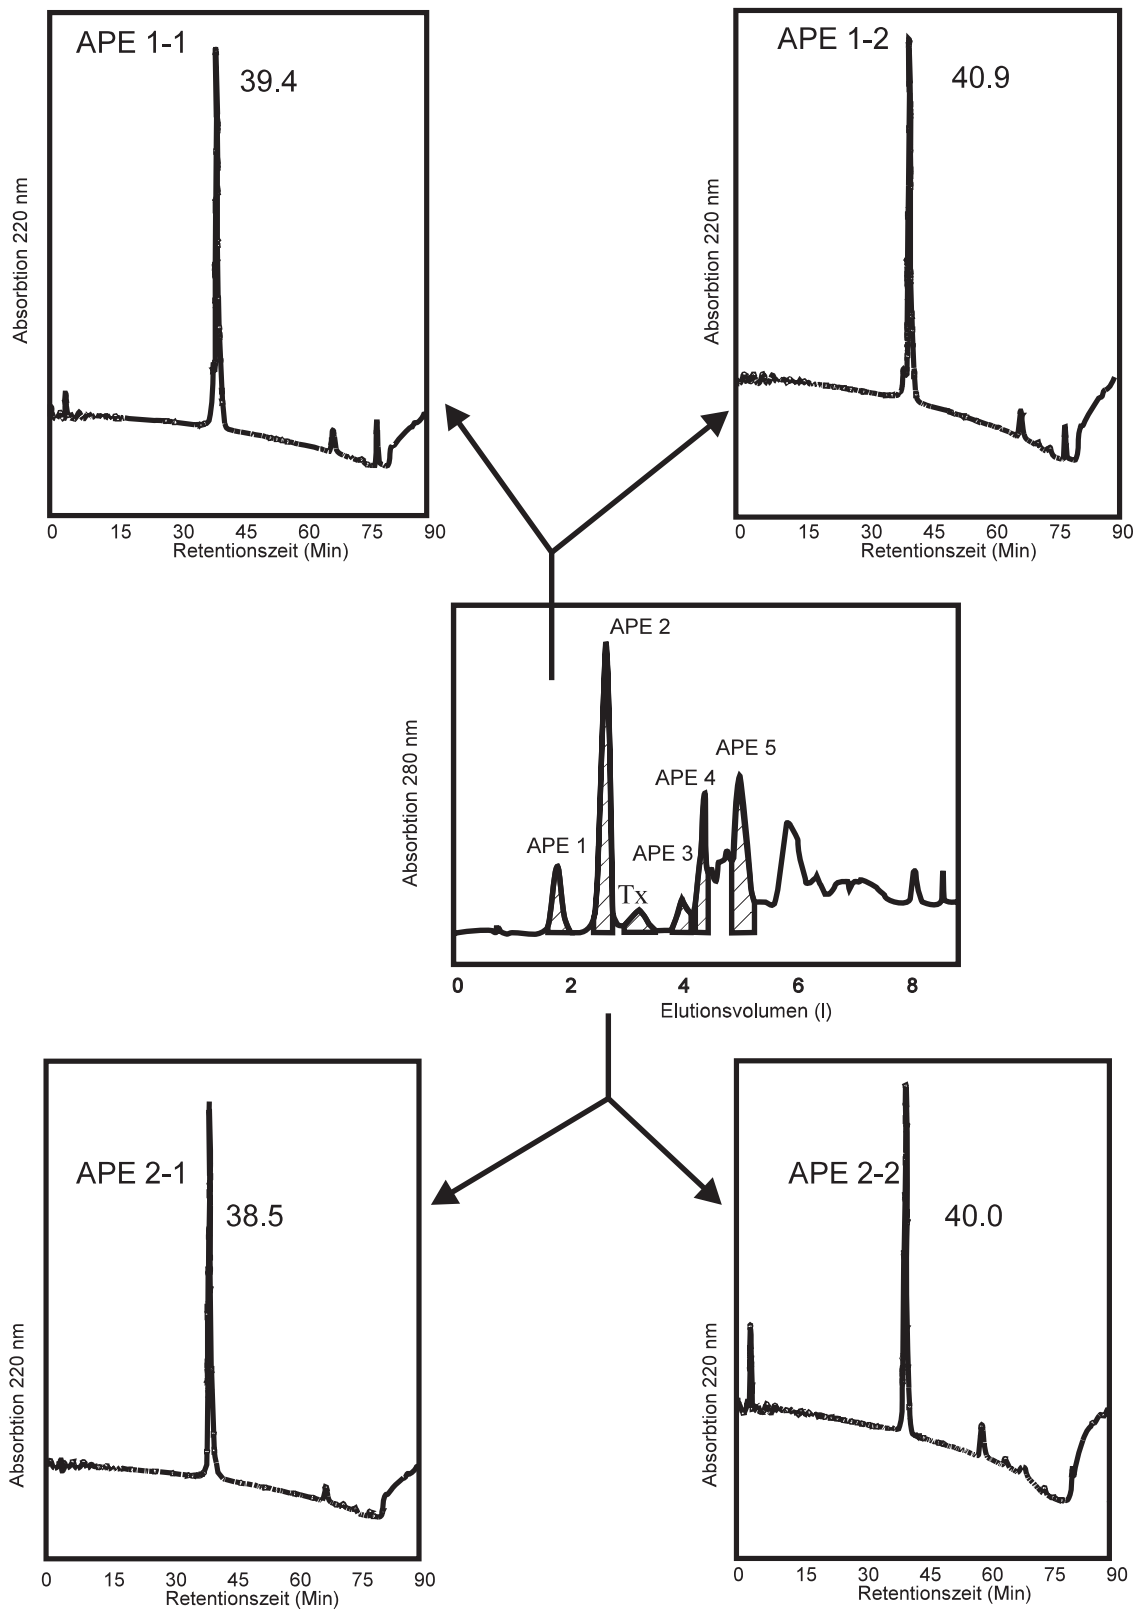 APE 1-1
39.4
Absorbtion 220 nm
0 15 30 45 60 75 90
Retentionszeit (Min)
APE 1-2
40.9
Absorbtion 220 nm
0 15 30 45 60 75 90
Retentionszeit (Min)
APE 2
APE 5
APE 4
APE 1
APE 3
Tx
Absorbtion 280 nm
0 2 4 6 8
Elutionsvolumen (l)
APE 2-1
38.5
Absorbtion 220 nm
0 15 30 45 60 75 90
Retentionszeit (Min)
APE 2-2
40.0
Absorbtion 220 nm
0 15 30 45 60 75 90
Retentionszeit (Min)